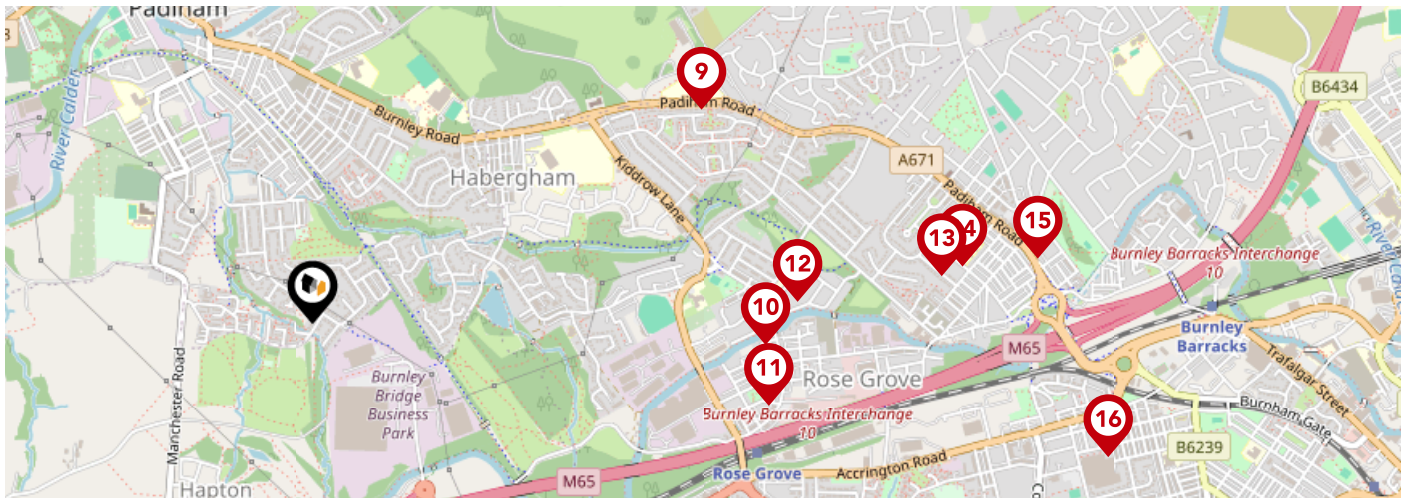 Padiham
3
River Calder
Burnley Road
9
Padiham Road
B6434
A671
Habergham
Kiddrow Lane
Padiham Road
15
13
4
12
Burnley Barracks Interchange
10
10
Burnley
Barracks
M65
11
Rose Grove
Burnley
Bridge
Business
Park
Manchester Road
Trafalgar Street
Burnley Barracks Interchange
10
16
Burnham Gate
B6239
Rose Grove
Accrington Road
M65
Hapton